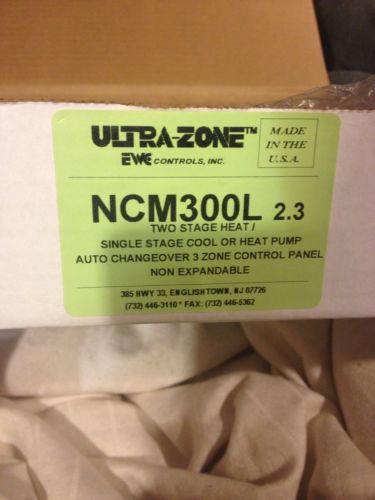 ULTRA-ZONE™
EWC CONTROLS, INC.
MADE
IN THE
U.S.A.
NCM300L 2.3
TWO STAGE HEAT /
SINGLE STAGE COOL OR HEAT PUMP
AUTO CHANGEOVER 3 ZONE CONTROL PANEL
NON EXPANDABLE
385 HWY 33, ENGLISHTOWN, NJ 07726
(732) 446-3110 * FAX: (732) 446-5362